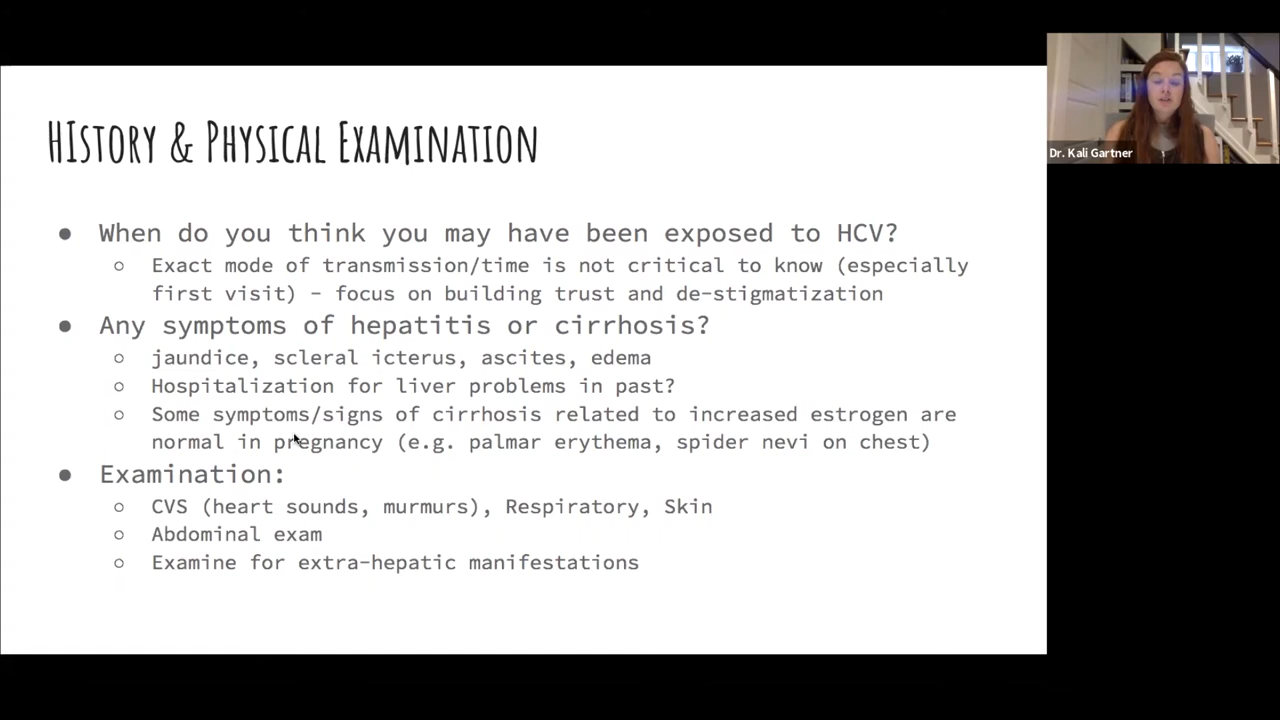 HIstory & Physical Examination
● When do you think you may have been exposed to HCV?
○ Exact mode of transmission/time is not critical to know (especially
first visit) – focus on building trust and de-stigmatization
● Any symptoms of hepatitis or cirrhosis?
○ jaundice, scleral icterus, ascites, edema
○ Hospitalization for liver problems in past?
○ Some symptoms/signs of cirrhosis related to increased estrogen are
normal in pregnancy (e.g. palmar erythema, spider nevi on chest)
● Examination:
○ CVS (heart sounds, murmurs), Respiratory, Skin
○ Abdominal exam
○ Examine for extra-hepatic manifestations
Dr. Kali Gartner